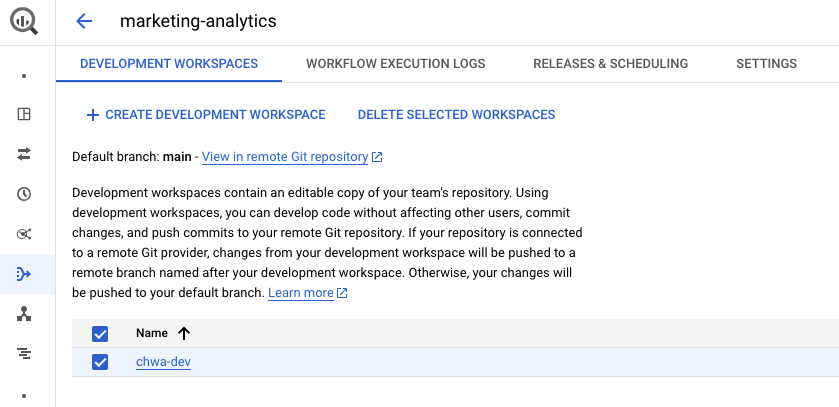 marketing-analytics
DEVELOPMENT WORKSPACES WORKFLOW EXECUTION LOGS RELEASES & SCHEDULING SETTINGS
CREATE DEVELOPMENT WORKSPACE DELETE SELECTED WORKSPACES
Default branch: main - View in remote Git repository
Development workspaces contain an editable copy of your team's repository. Using
development workspaces, you can develop code without affecting other users, commit
changes, and push commits to your remote Git repository. If your repository is connected
to a remote Git provider, changes from your development workspace will be pushed to a
remote branch named after your development workspace. Otherwise, your changes will
be pushed to your default branch. Learn more
Name
chwa-dev